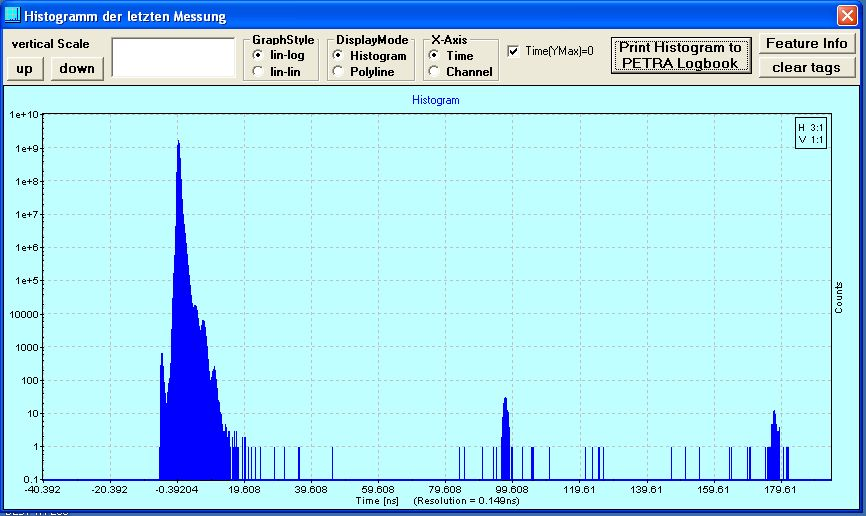 Histogramm der letzten Messung
vertical Scale
up down
GraphStyle
lin-log
lin-lin
DisplayMode
Histogram
Polyline
X-Axis
Time
Channel
Time(YMax)=0
Print Histogram to
PETRA Logbook
Feature Info
clear tags
Histogram
H 3:1
V 1:1
1e+10
1e+9
1e+8
1e+7
1e+6
1e+5
10000
1000
100
10
1
0.1
Counts
-40.392 -20.392 -0.39204 19.608 39.608 59.608 79.608 99.608 119.61 139.61 159.61 179.61
Time [ns] (Resolution = 0.149ns)